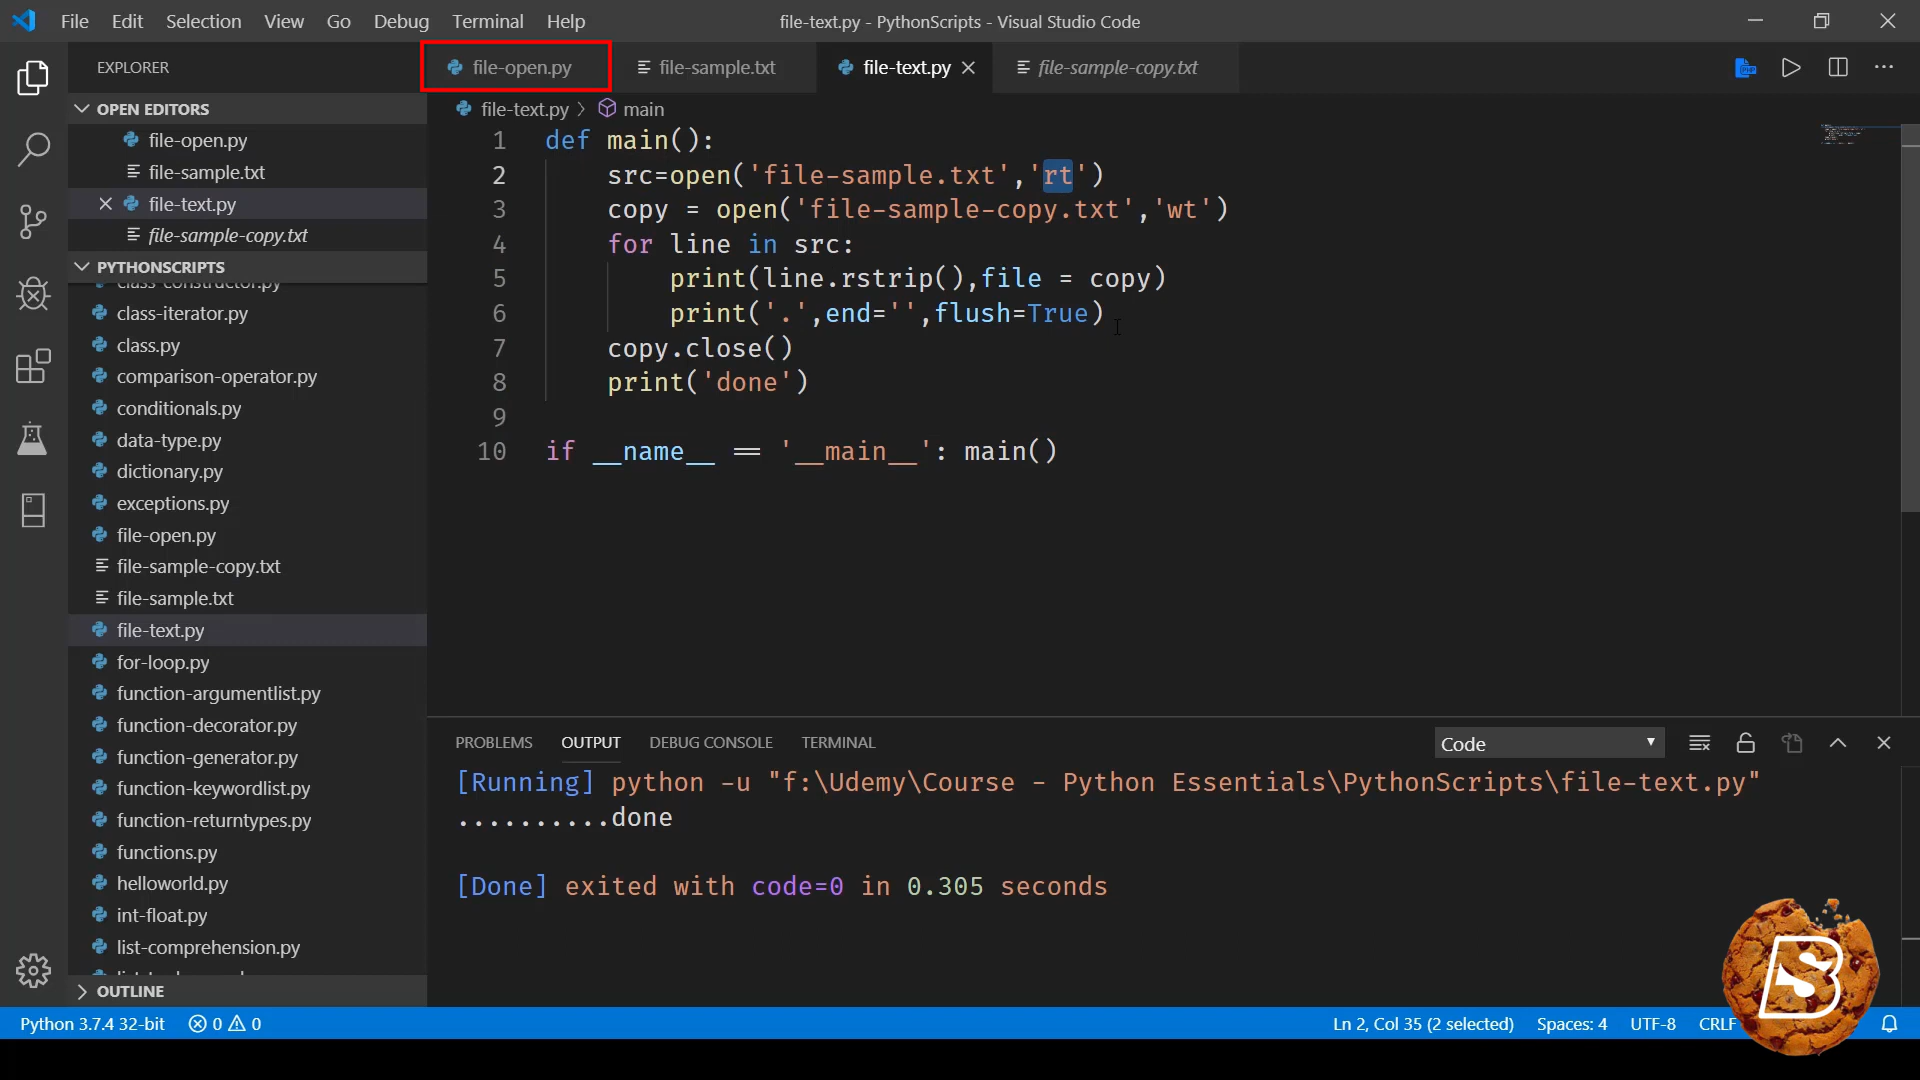 File Edit Selection View Go Debug Terminal Help
file-text.py - PythonScripts - Visual Studio Code
EXPLORER
file-open.py
file-sample.txt
file-text.py
file-sample-copy.txt
OPEN EDITORS
file-open.py
file-sample.txt
file-text.py
file-sample-copy.txt
PYTHONSCRIPTS
class-constructor.py
class-iterator.py
class.py
comparison-operator.py
conditionals.py
data-type.py
dictionary.py
exceptions.py
file-open.py
file-sample-copy.txt
file-sample.txt
file-text.py
for-loop.py
function-argumentlist.py
function-decorator.py
function-generator.py
function-keywordlist.py
function-returntypes.py
functions.py
helloworld.py
int-float.py
list-comprehension.py
OUTLINE
file-text.py > main
1 def main():
2 src=open('file-sample.txt','rt')
3 copy = open('file-sample-copy.txt','wt')
4 for line in src:
5 print(line.rstrip(),file = copy)
6 print('.',end='',flush=True)
7 copy.close()
8 print('done')
9
10 if __name__ == '__main__': main()
PROBLEMS OUTPUT DEBUG CONSOLE TERMINAL
Code
[Running] python -u "f:\Udemy\Course - Python Essentials\PythonScripts\file-text.py"
..........done
[Done] exited with code=0 in 0.305 seconds
Python 3.7.4 32-bit 0 0
Ln 2, Col 35 (2 selected) Spaces: 4 UTF-8 CRLF